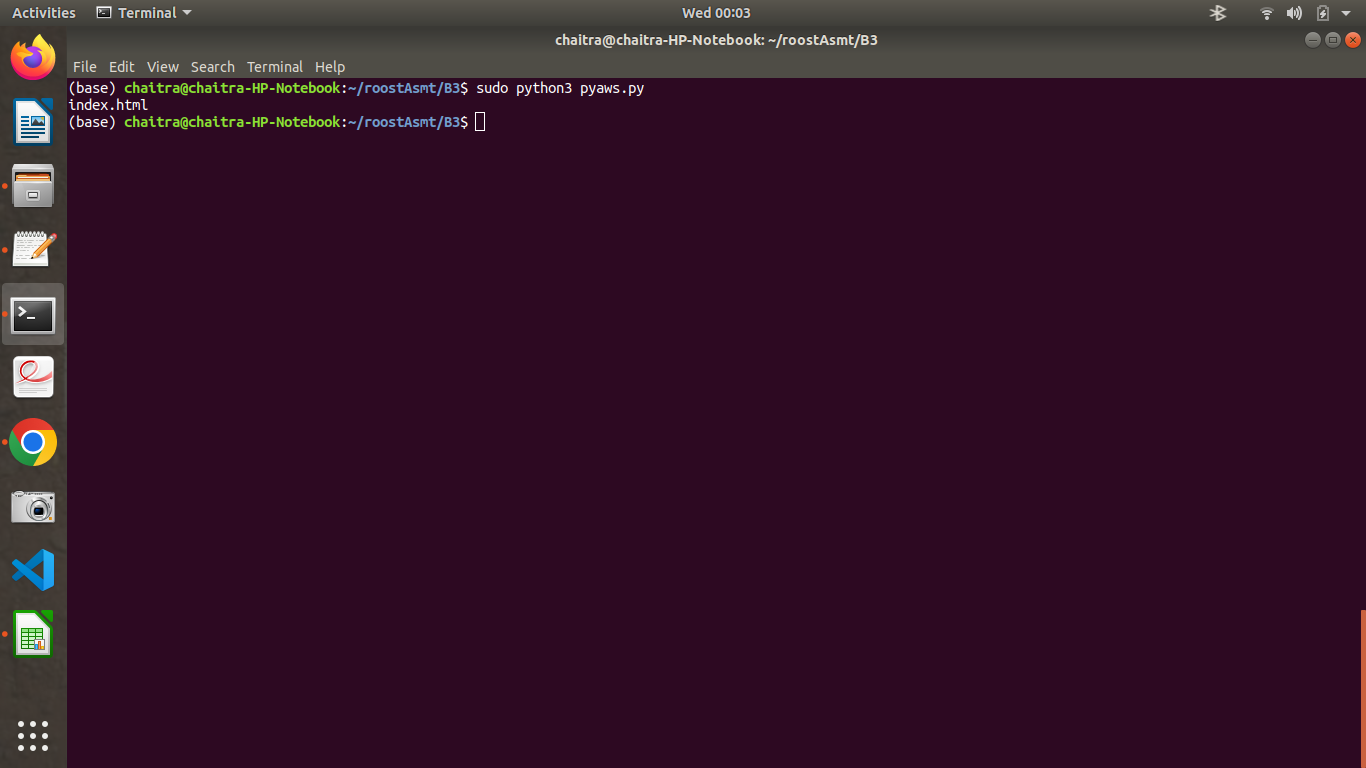 Activities Terminal Wed 00:03
chaitra@chaitra-HP-Notebook: ~/roostAsmt/B3
File Edit View Search Terminal Help
(base) chaitra@chaitra-HP-Notebook:~/roostAsmt/B3$ sudo python3 pyaws.py
index.html
(base) chaitra@chaitra-HP-Notebook:~/roostAsmt/B3$